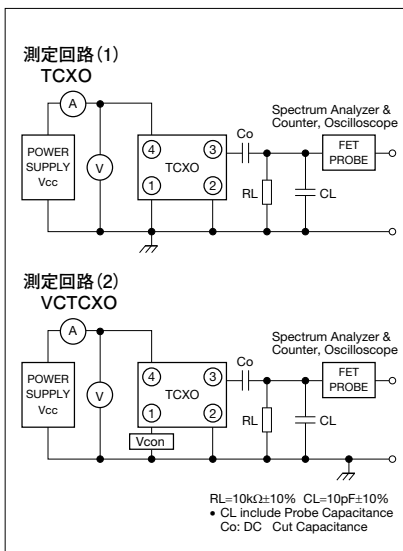 測定回路(1)
TCXO
A
Spectrum Analyzer &
Counter, Oscilloscope
Co
POWER
SUPPLY
Vcc
V
4
3
TCXO
1
2
RL
CL
FET
PROBE
測定回路(2)
VCTCXO
A
Spectrum Analyzer &
Counter, Oscilloscope
Co
POWER
SUPPLY
Vcc
V
4
3
TCXO
1
2
Vcon
RL
CL
FET
PROBE
RL=10kΩ±10% CL=10pF±10%
• CL include Probe Capacitance
Co: DC Cut Capacitance